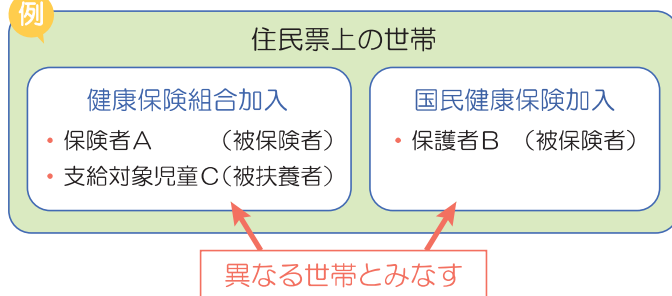 例
住民票上の世帯
健康保険組合加入
・保険者A （被保険者）
・支給対象児童C（被扶養者）
国民健康保険加入
・保護者B （被保険者）
異なる世帯とみなす